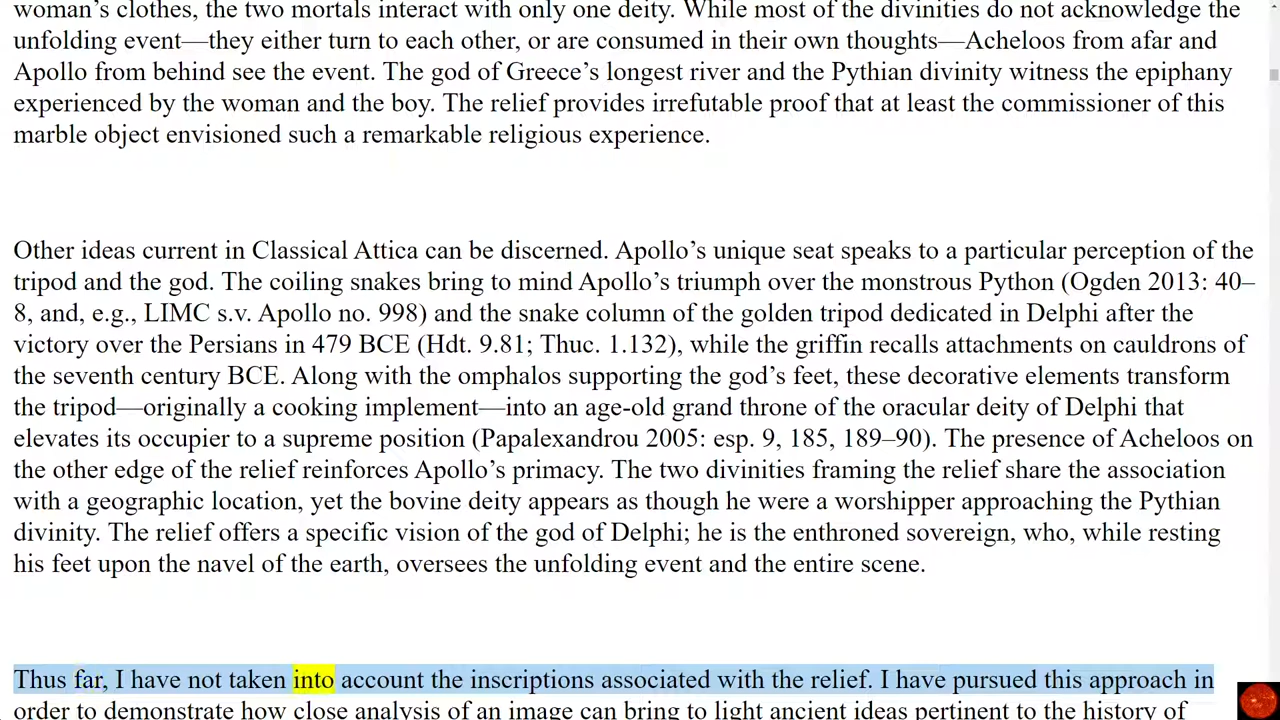 woman’s clothes, the two mortals interact with only one deity. While most of the divinities do not acknowledge the
unfolding event—they either turn to each other, or are consumed in their own thoughts—Acheloos from afar and
Apollo from behind see the event. The god of Greece’s longest river and the Pythian divinity witness the epiphany
experienced by the woman and the boy. The relief provides irrefutable proof that at least the commissioner of this
marble object envisioned such a remarkable religious experience.
Other ideas current in Classical Attica can be discerned. Apollo’s unique seat speaks to a particular perception of the
tripod and the god. The coiling snakes bring to mind Apollo’s triumph over the monstrous Python (Ogden 2013: 40–
8, and, e.g., LIMC s.v. Apollo no. 998) and the snake column of the golden tripod dedicated in Delphi after the
victory over the Persians in 479 BCE (Hdt. 9.81; Thuc. 1.132), while the griffin recalls attachments on cauldrons of
the seventh century BCE. Along with the omphalos supporting the god’s feet, these decorative elements transform
the tripod—originally a cooking implement—into an age-old grand throne of the oracular deity of Delphi that
elevates its occupier to a supreme position (Papalexandrou 2005: esp. 9, 185, 189–90). The presence of Acheloos on
the other edge of the relief reinforces Apollo’s primacy. The two divinities framing the relief share the association
with a geographic location, yet the bovine deity appears as though he were a worshipper approaching the Pythian
divinity. The relief offers a specific vision of the god of Delphi; he is the enthroned sovereign, who, while resting
his feet upon the navel of the earth, oversees the unfolding event and the entire scene.
Thus far, I have not taken into account the inscriptions associated with the relief. I have pursued this approach in
order to demonstrate how close analysis of an image can bring to light ancient ideas pertinent to the history of